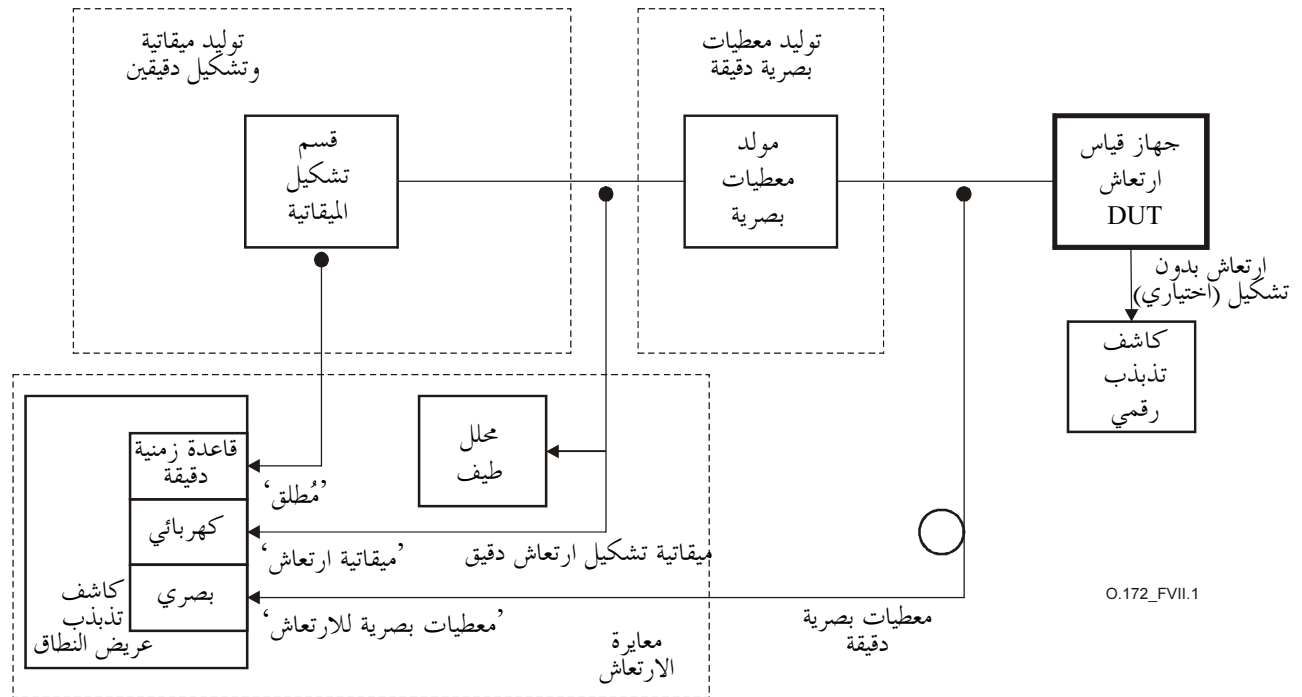 توليد ميقاتية
وتشكيل دقيقين
توليد معطيات
بصرية دقيقة
قسم
تشكيل
الميقاتية
مولد
معطيات
بصرية
جهاز قياس
ارتعاش
DUT
ارتعاش بدون
تشكيل (اختياري)
كاشف
تذبذب
رقمي
محلل
طيف
قاعدة زمنية
دقيقة
’مُطلق‘
كهربائي
’ميقاتية ارتعاش‘
ميقاتية تشكيل ارتعاش دقيق
بصري
’معطيات بصرية للارتعاش‘
كاشف
تذبذب
عريض النطاق
معايرة
الارتعاش
معطيات بصرية
دقيقة
O.172_FVII.1